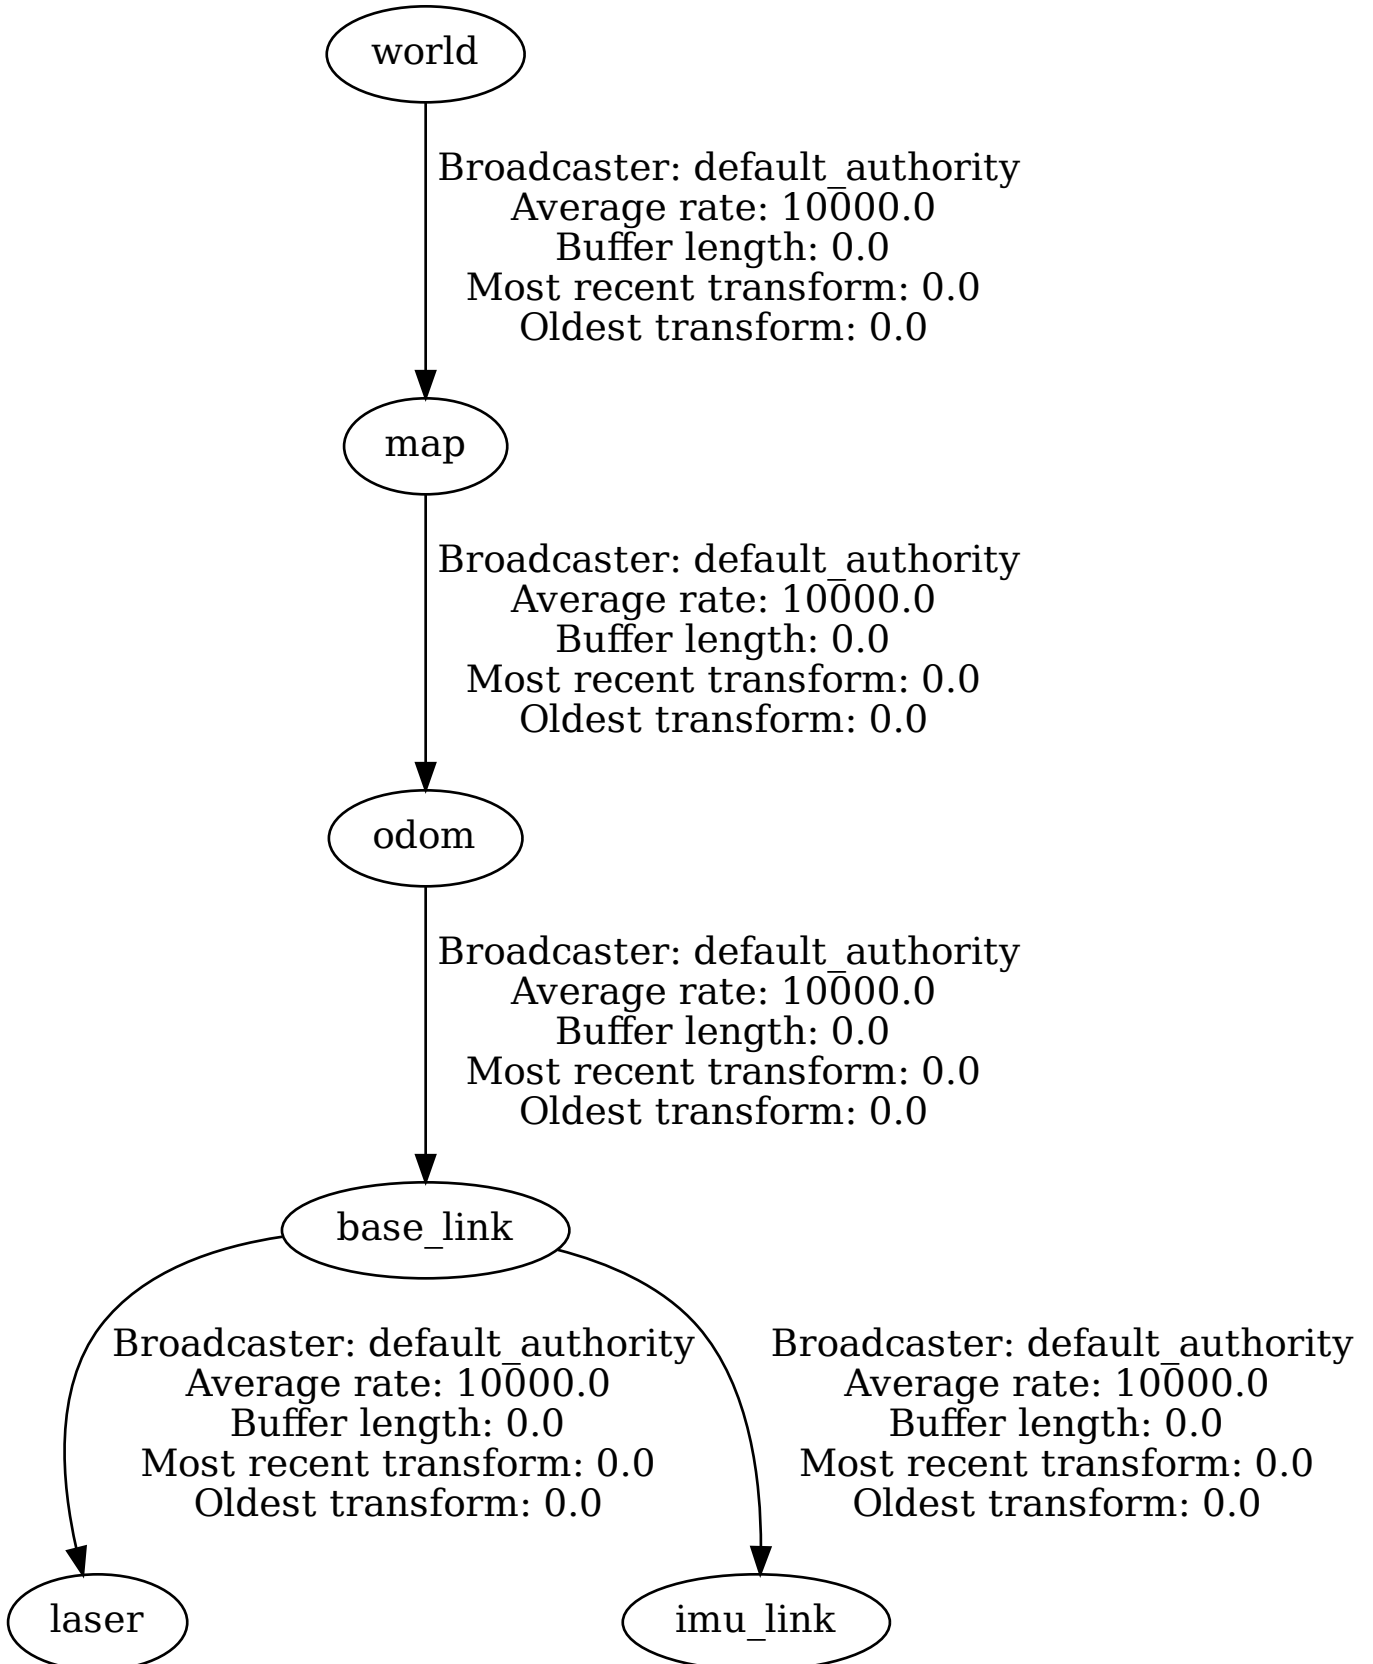 world
Broadcaster: default_authority
Average rate: 10000.0
Buffer length: 0.0
Most recent transform: 0.0
Oldest transform: 0.0
map
Broadcaster: default_authority
Average rate: 10000.0
Buffer length: 0.0
Most recent transform: 0.0
Oldest transform: 0.0
odom
Broadcaster: default_authority
Average rate: 10000.0
Buffer length: 0.0
Most recent transform: 0.0
Oldest transform: 0.0
base_link
Broadcaster: default_authority
Average rate: 10000.0
Buffer length: 0.0
Most recent transform: 0.0
Oldest transform: 0.0
Broadcaster: default_authority
Average rate: 10000.0
Buffer length: 0.0
Most recent transform: 0.0
Oldest transform: 0.0
laser
imu_link